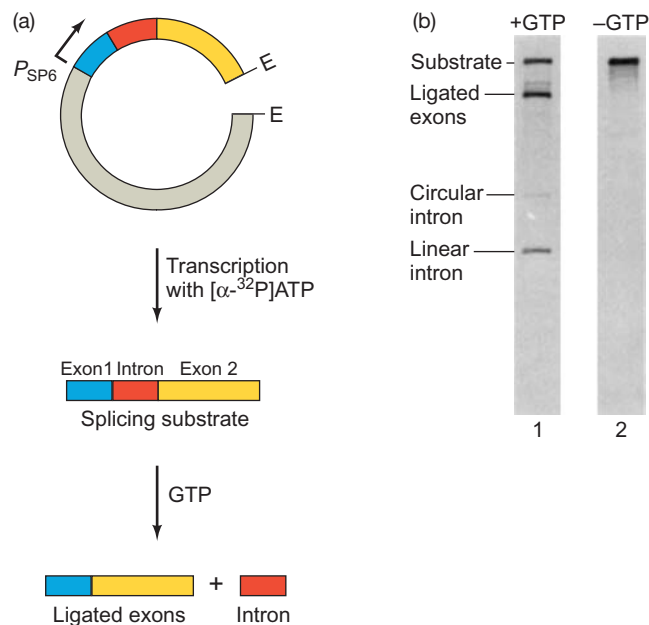 (a)
P SP6
E
E
Transcription
with [α-³²P]ATP
Exon1 Intron Exon 2
Splicing substrate
GTP
+
Ligated exons Intron
(b)
+GTP –GTP
Substrate
Ligated
exons
Circular
intron
Linear
intron
1 2